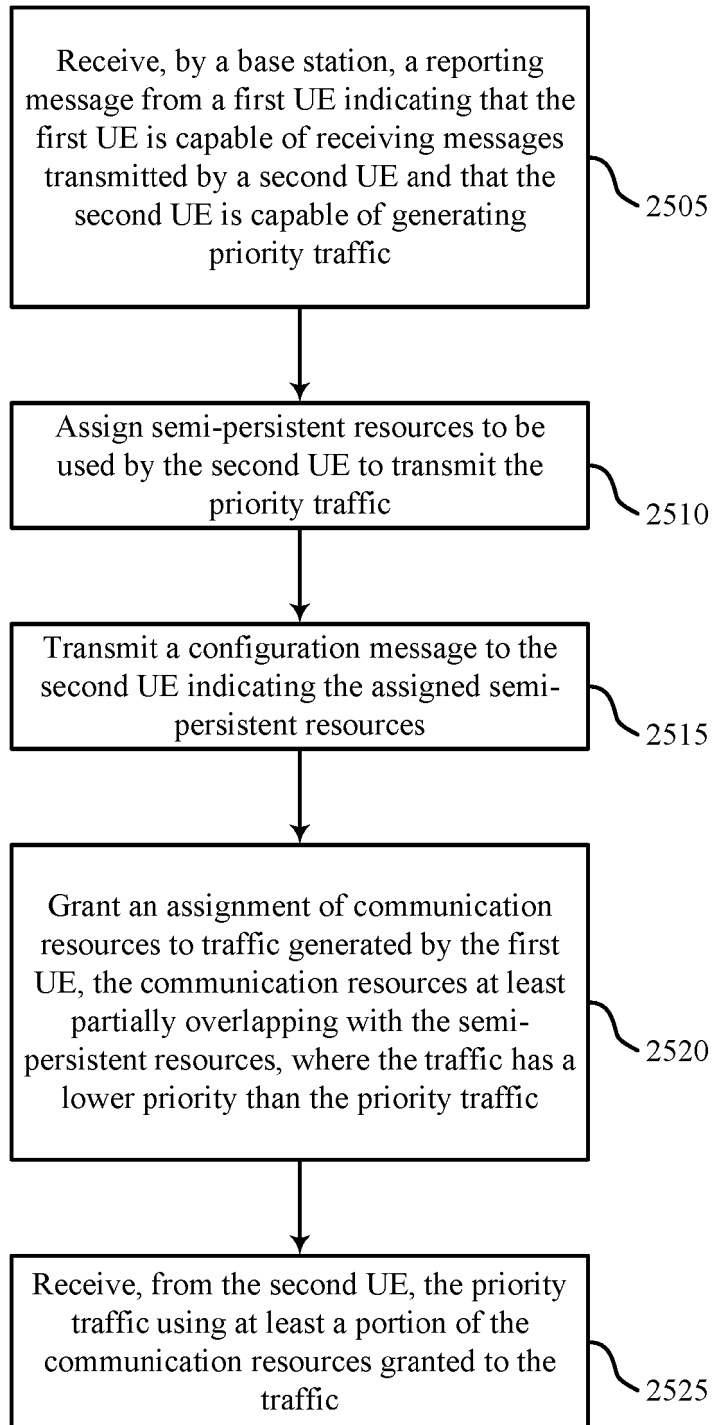 Receive, by a base station, a reporting
message from a first UE indicating that the
first UE is capable of receiving messages
transmitted by a second UE and that the
second UE is capable of generating
priority traffic
2505
Assign semi-persistent resources to be
used by the second UE to transmit the
priority traffic
2510
Transmit a configuration message to the
second UE indicating the assigned semi-
persistent resources
2515
Grant an assignment of communication
resources to traffic generated by the first
UE, the communication resources at least
partially overlapping with the semi-
persistent resources, where the traffic has a
lower priority than the priority traffic
2520
Receive, from the second UE, the priority
traffic using at least a portion of the
communication resources granted to the
traffic
2525